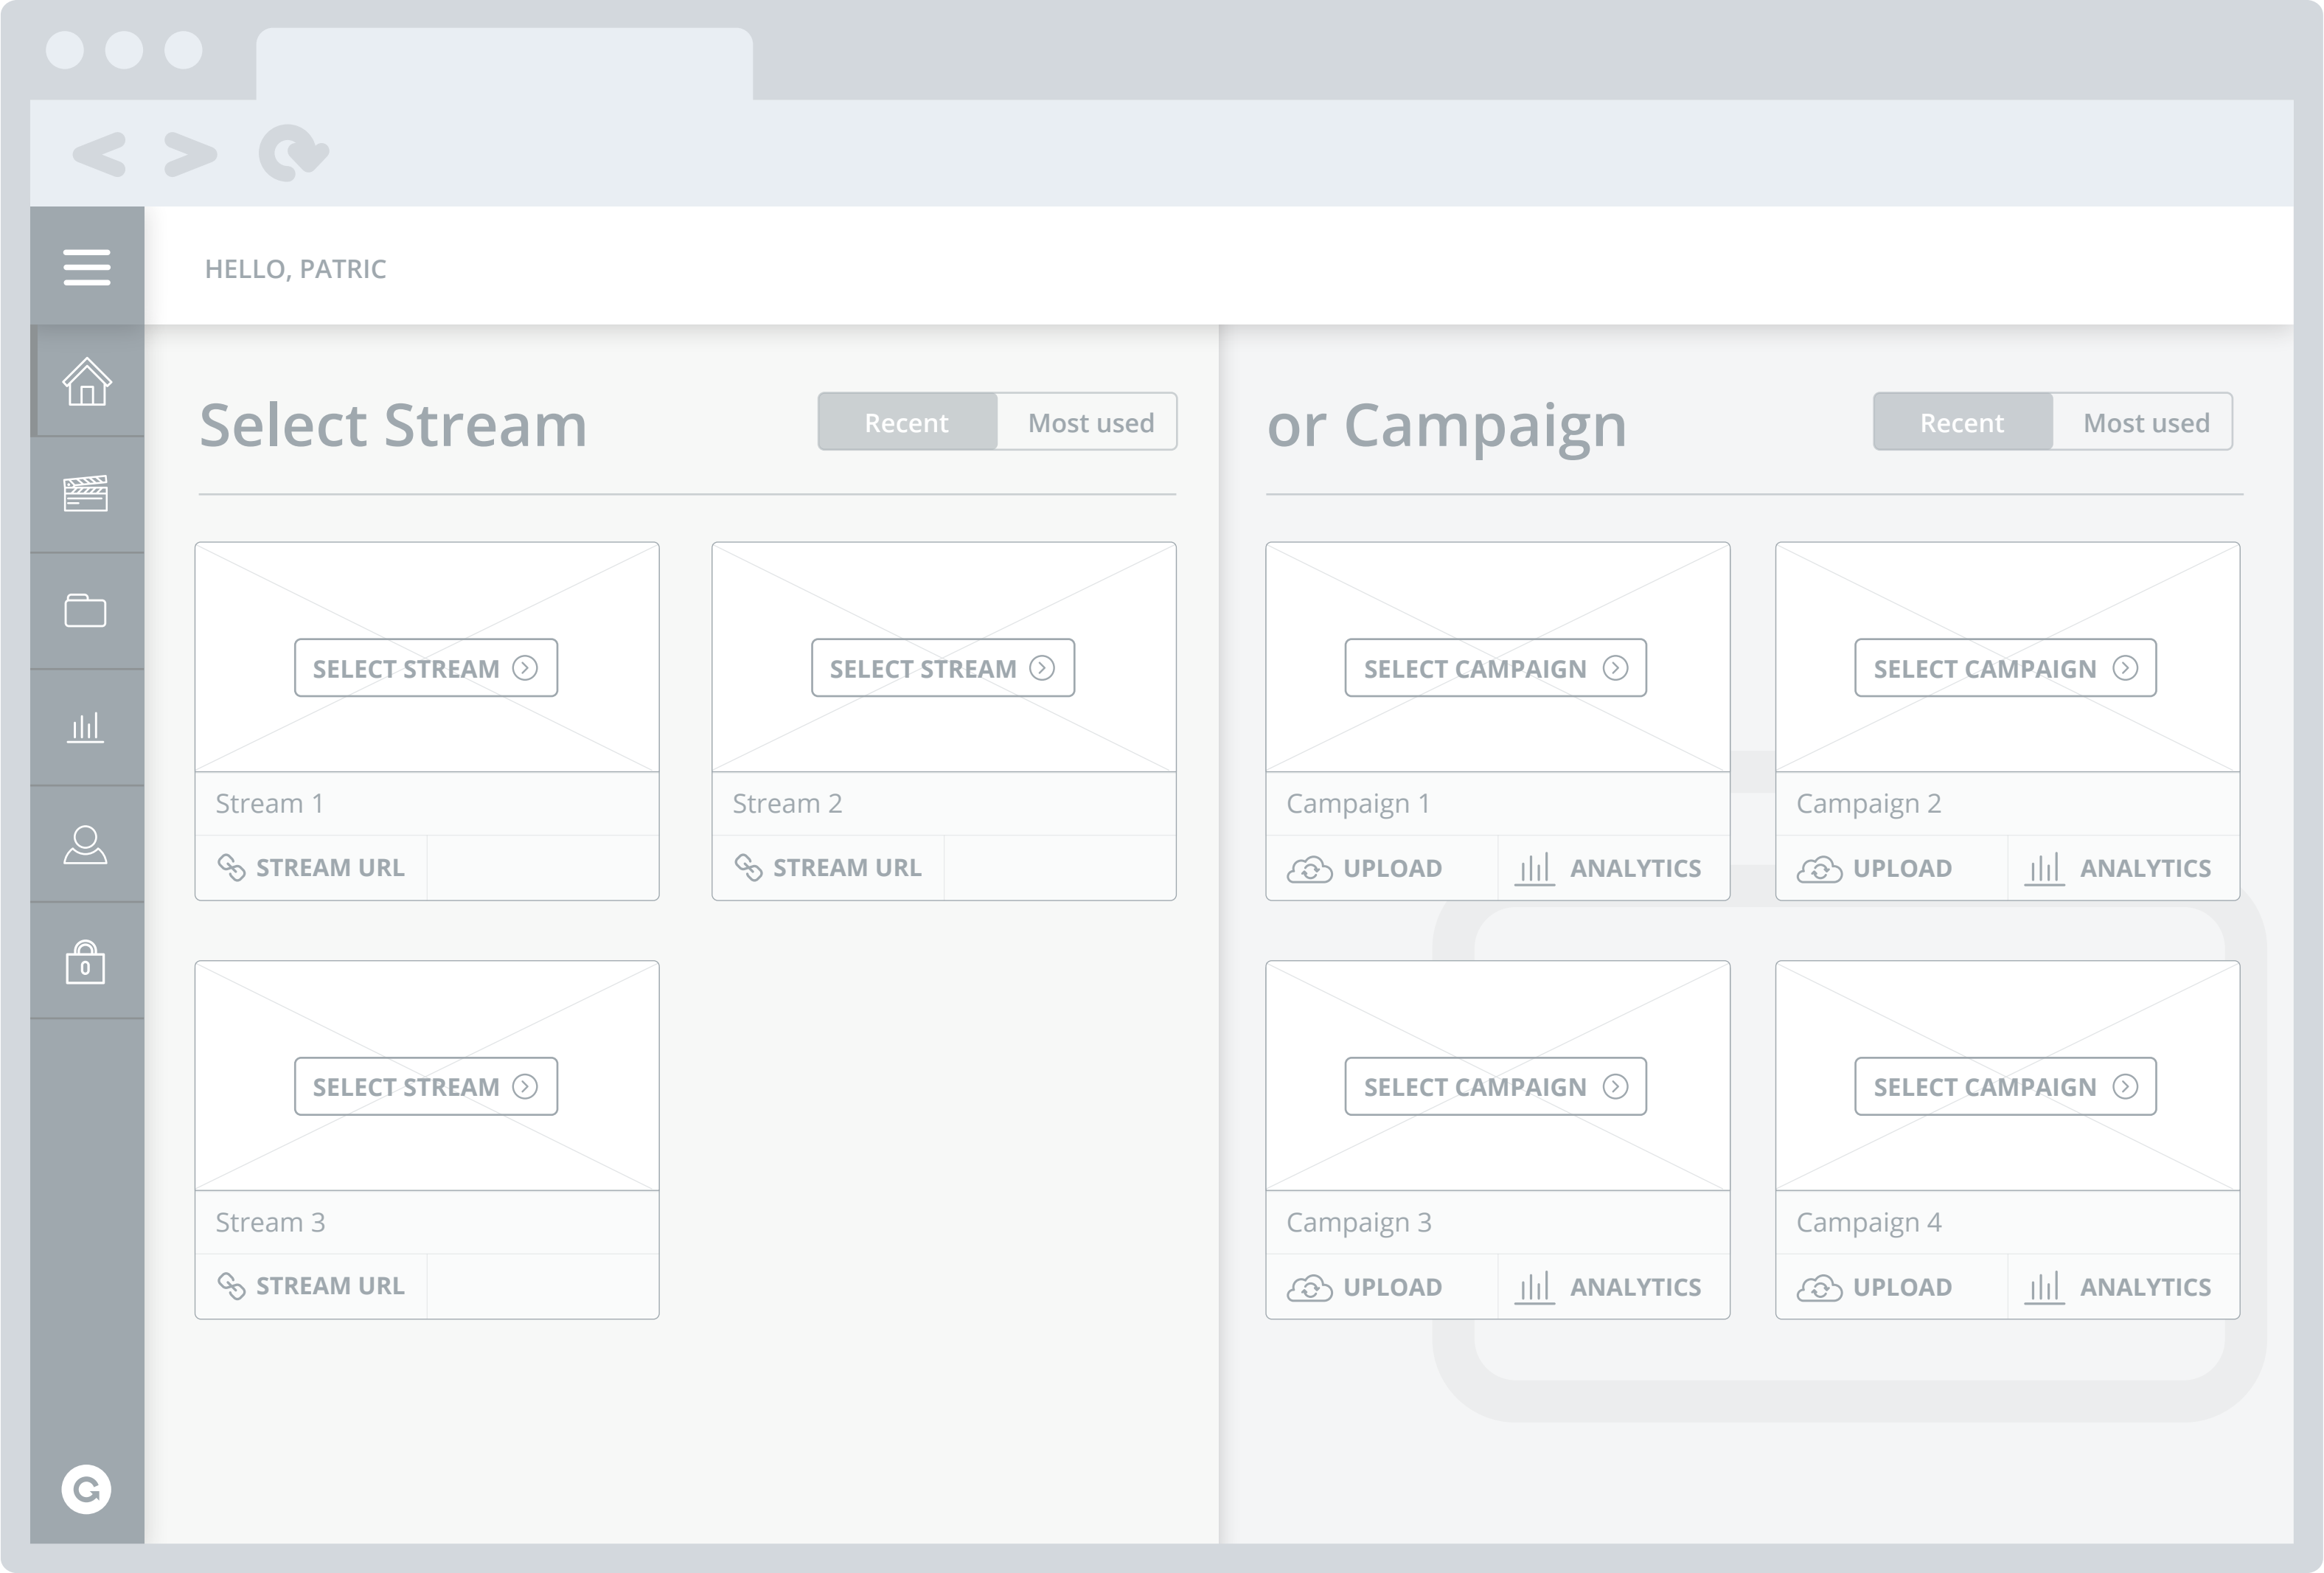 HELLO, PATRIC
Select Stream
Recent
Most used
SELECT STREAM
SELECT STREAM
Stream 1
Stream 2
STREAM URL
STREAM URL
SELECT STREAM
Stream 3
STREAM URL
or Campaign
Recent
Most used
SELECT CAMPAIGN
SELECT CAMPAIGN
Campaign 1
Campaign 2
UPLOAD
ANALYTICS
UPLOAD
ANALYTICS
SELECT CAMPAIGN
SELECT CAMPAIGN
Campaign 3
Campaign 4
UPLOAD
ANALYTICS
UPLOAD
ANALYTICS